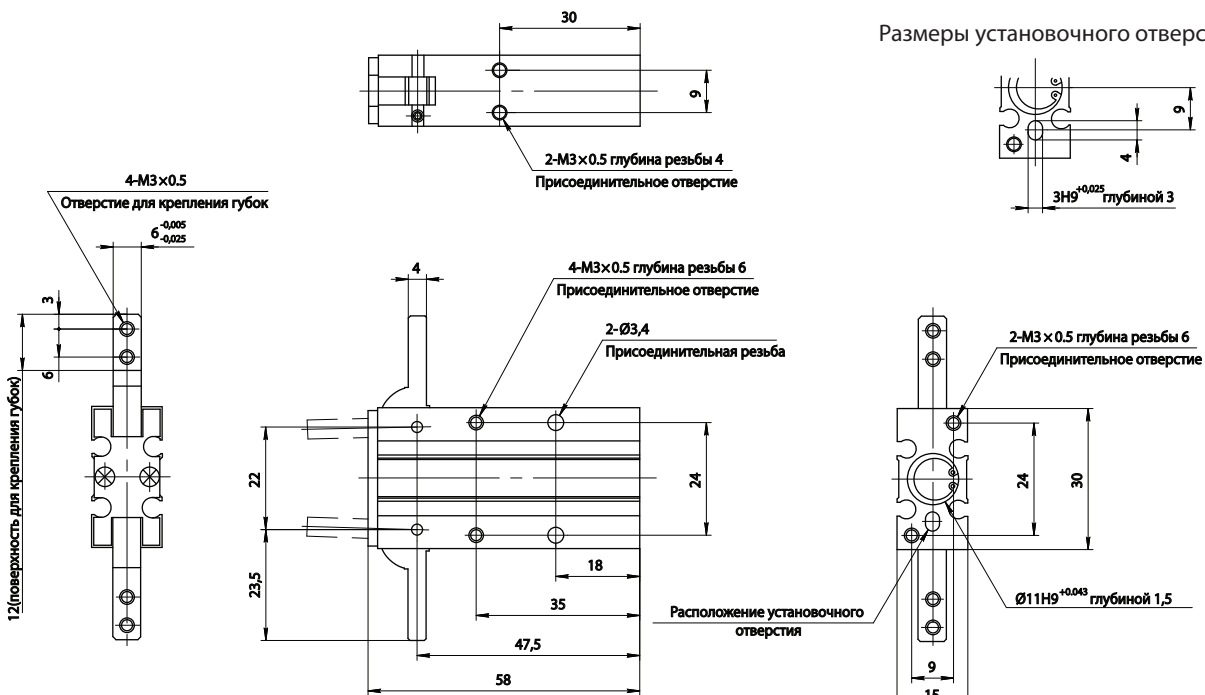 30
Размеры установочного отверс
9
9
4
2-M3×0.5 глубина резьбы 4
Присоединительное отверстие
3H9 +0,025 глубиной 3
4-M3×0.5
Отверстие для крепления губок
6 -0,005 -0,025
4
4-M3×0.5 глубина резьбы 6
Присоединительное отверстие
3
2-Ø3,4
Присоединительная резьба
2-M3×0.5 глубина резьбы 6
Присоединительное отверстие
6
12(поверхность для крепления губок)
22
24
24
30
23,5
18
35
Расположение установочного
отверстия
Ø11H9 +0.043 глубиной 1,5
47,5
58
9
15